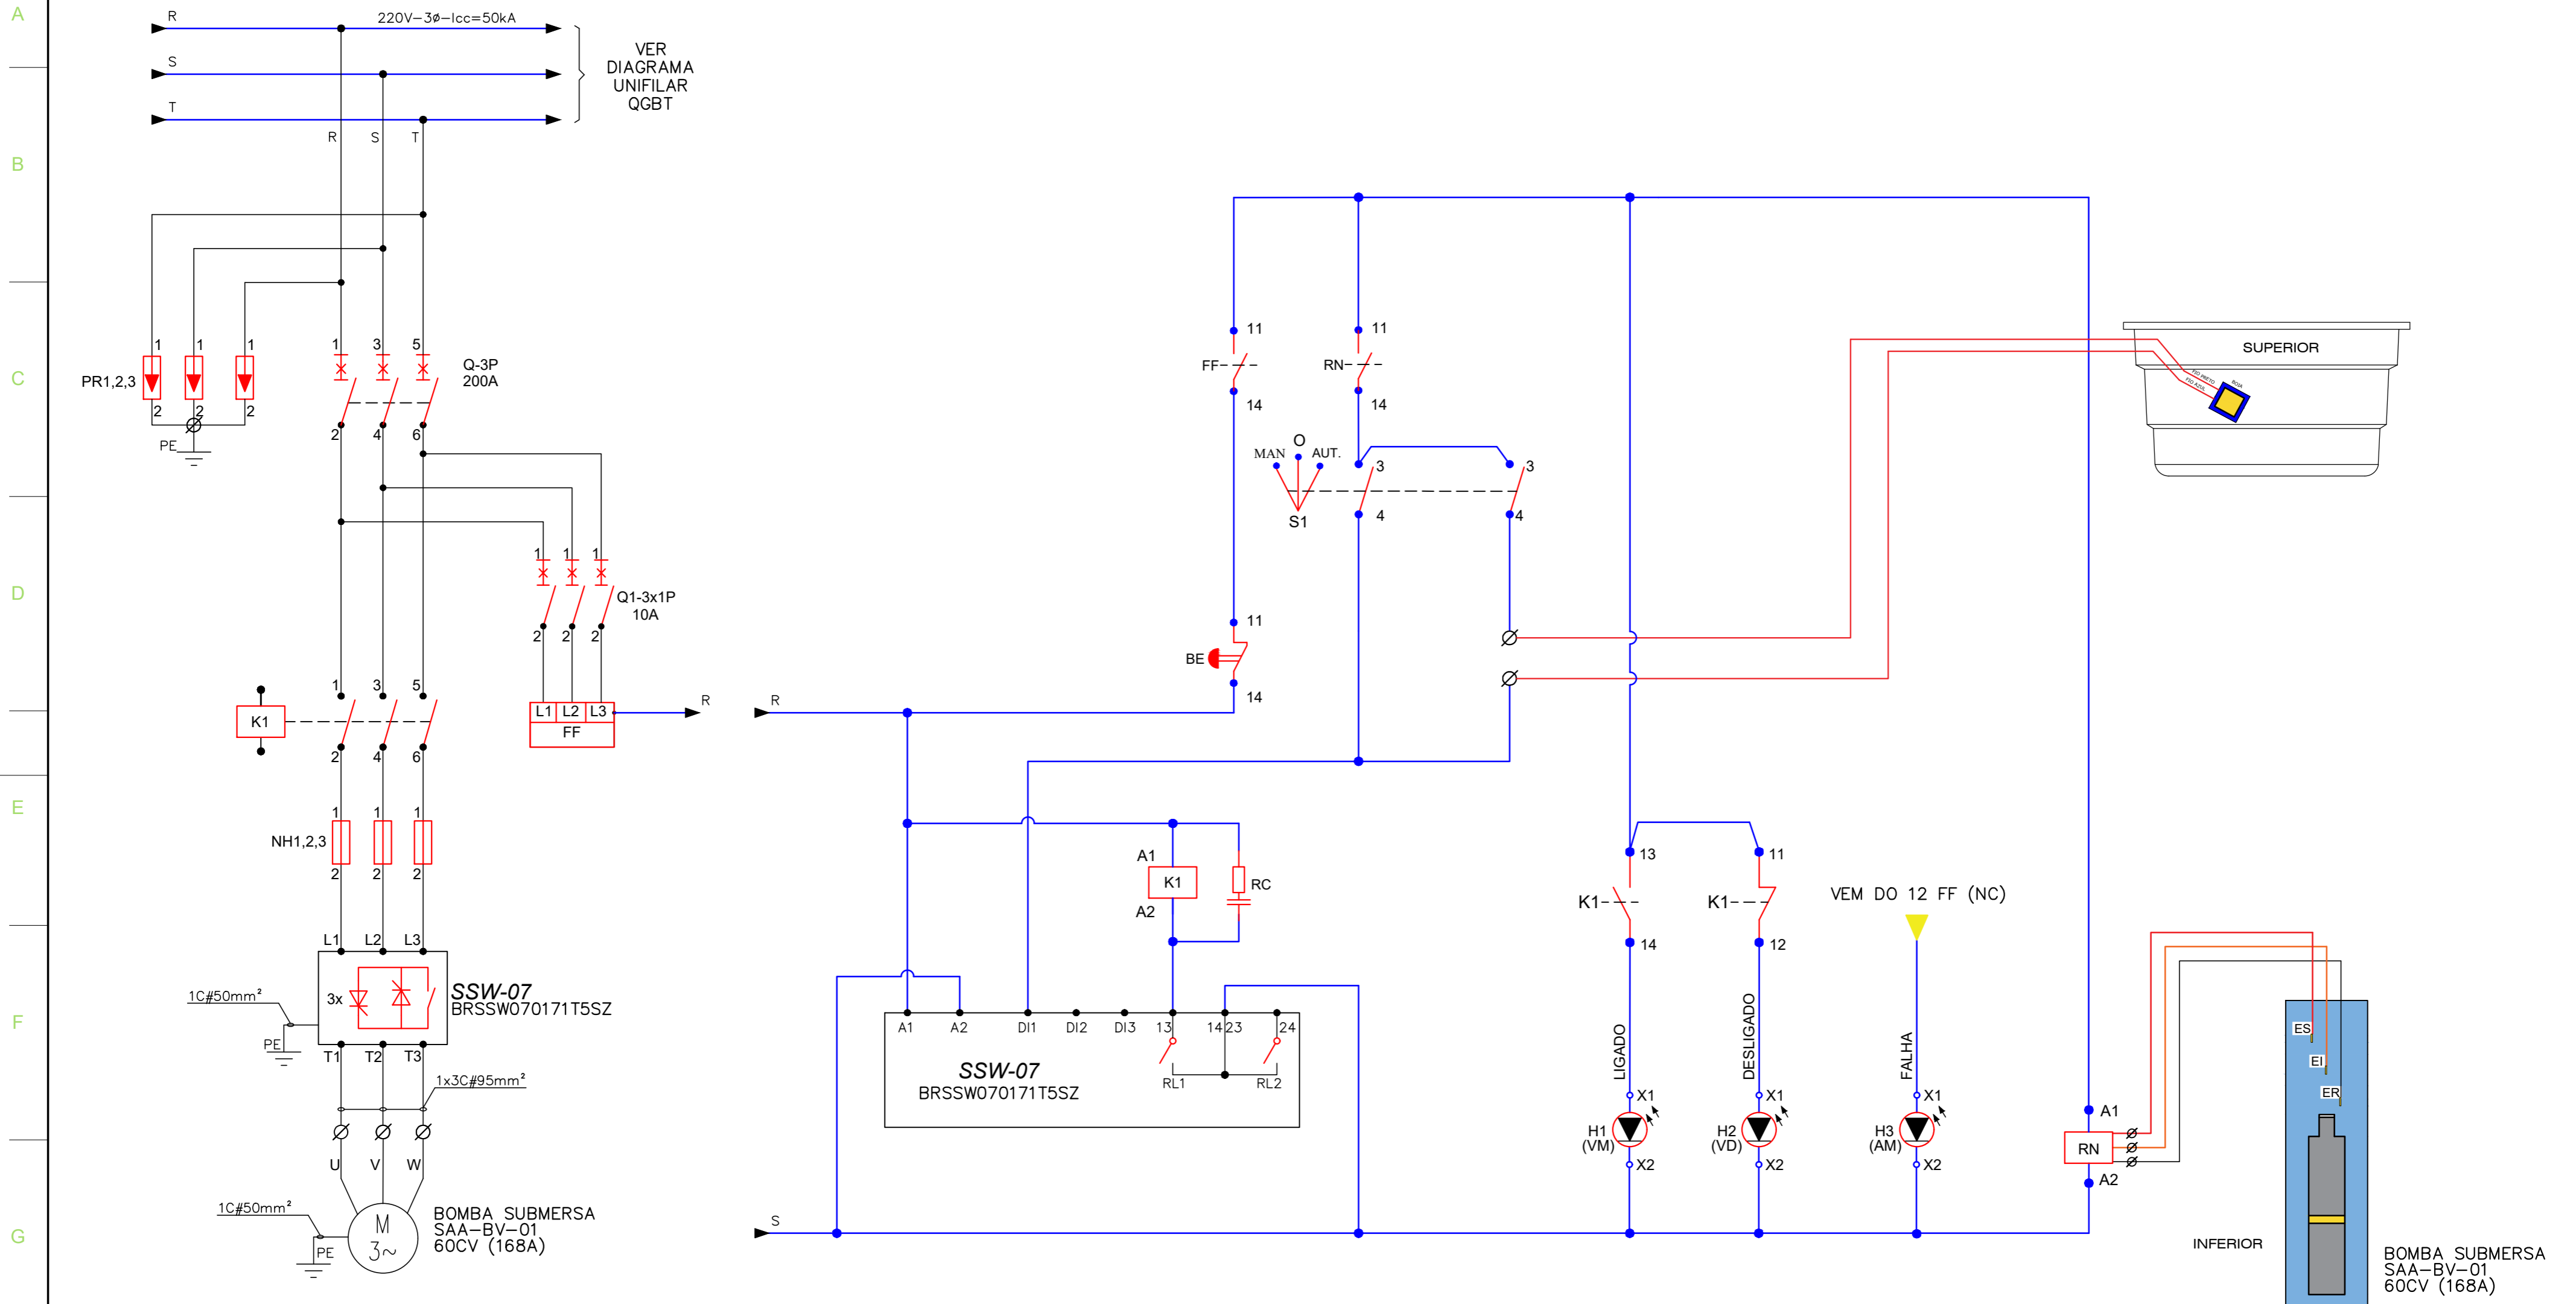 A
B
C
D
E
F
G
R
220V-3ø-Icc=50kA
S
T
VER
DIAGRAMA
UNIFILAR
QGBT
R S T
1 1 1
PR1,2,3
2 2 2
PE
1 3 5
Q-3P
200A
2 4 6
1 1 1
Q1-3x1P
10A
2 2 2
L1 L2 L3
FF
R
1 3 5
K1
2 4 6
1 1 1
NH1,2,3
2 2 2
L1 L2 L3
3x
SSW-07
BRSSW070171T5SZ
1C#50mm²
PE
T1 T2 T3
1x3C#95mm²
U V W
1C#50mm²
PE
M
3~
BOMBA SUBMERSA
SAA-BV-01
60CV (168A)
R
11
FF
14
11
RN
14
MAN O AUT.
S1
3
4
3
4
11
BE
14
A1
K1
A2
RC
A1 A2 DI1 DI2 DI3 13 14 23 24
RL1 RL2
SSW-07
BRSSW070171T5SZ
S
13
K1
14
LIGADO
X1
H1
(VM)
X2
11
K1
12
DESLIGADO
X1
H2
(VD)
X2
VEM DO 12 FF (NC)
FALHA
X1
H3
(AM)
X2
A1
RN
A2
SUPERIOR
FIO PRETO
FIO AZUL
BOIA
ES
EI
ER
INFERIOR
BOMBA SUBMERSA
SAA-BV-01
60CV (168A)